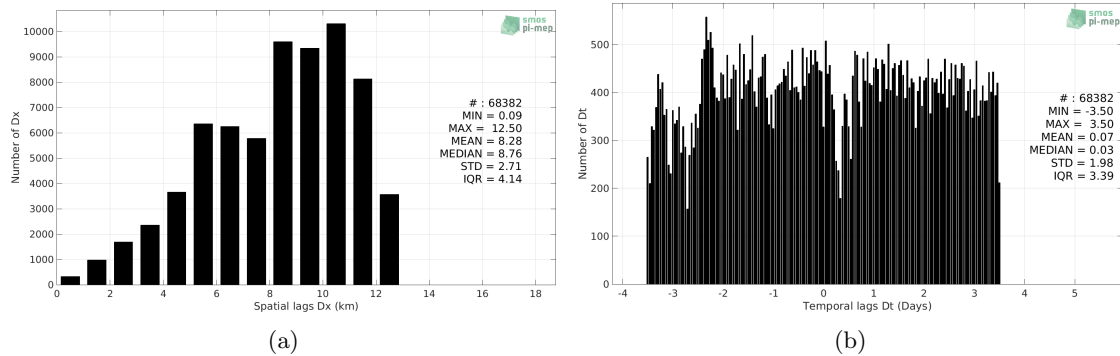 10000
9000
8000
7000
6000
5000
4000
3000
2000
1000
0
Number of Dx
0 2 4 6 8 10 12 14 16 18
Spatial lags Dx (km)
smos
pi-mep
# : 68382
MIN = 0.09
MAX = 12.50
MEAN = 8.28
MEDIAN = 8.76
STD = 2.71
IQR = 4.14
(a)
500
400
300
200
100
0
Number of Dt
-4 -3 -2 -1 0 1 2 3 4 5
Temporal lags Dt (Days)
smos
pi-mep
# : 68382
MIN = -3.50
MAX = 3.50
MEAN = 0.07
MEDIAN = 0.03
STD = 1.98
IQR = 3.39
(b)